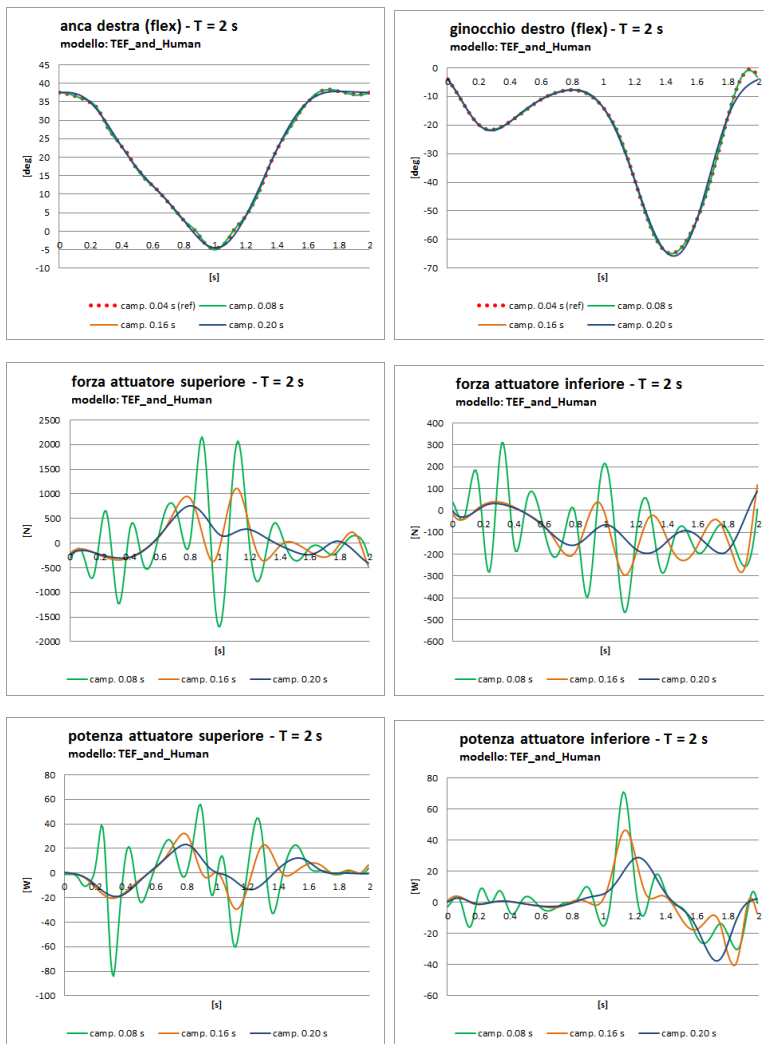 anca destra (flex) - T = 2 s
modello: TEF_and_Human
45
40
35
30
25
20
15
10
5
0
-5
-10
[deg]
0 0.2 0.4 0.6 0.8 1 1.2 1.4 1.6 1.8 2
[s]
camp. 0.04 s (ref) camp. 0.08 s
camp. 0.16 s camp. 0.20 s
ginocchio destro (flex) - T = 2 s
modello: TEF_and_Human
0
-10
-20
-30
-40
-50
-60
-70
[deg]
0 0.2 0.4 0.6 0.8 1 1.2 1.4 1.6 1.8 2
[s]
camp. 0.04 s (ref) camp. 0.08 s
camp. 0.16 s camp. 0.20 s
forza attuatore superiore - T = 2 s
modello: TEF_and_Human
2500
2000
1500
1000
500
0
-500
-1000
-1500
-2000
[N]
0 0.2 0.4 0.6 0.8 1 1.2 1.4 1.6 1.8 2
[s]
camp. 0.08 s camp. 0.16 s camp. 0.20 s
forza attuatore inferiore - T = 2 s
modello: TEF_and_Human
400
300
200
100
0
-100
-200
-300
-400
-500
-600
[N]
0 0.2 0.4 0.6 0.8 1 1.2 1.4 1.6 1.8 2
[s]
camp. 0.08 s camp. 0.16 s camp. 0.20 s
potenza attuatore superiore - T = 2 s
modello: TEF_and_Human
80
60
40
20
0
-20
-40
-60
-80
-100
[W]
0 0.2 0.4 0.6 0.8 1 1.2 1.4 1.6 1.8 2
[s]
camp. 0.08 s camp. 0.16 s camp. 0.20 s
potenza attuatore inferiore - T = 2 s
modello: TEF_and_Human
80
60
40
20
0
-20
-40
-60
[W]
0 0.2 0.4 0.6 0.8 1 1.2 1.4 1.6 1.8 2
[s]
camp. 0.08 s camp. 0.16 s camp. 0.20 s